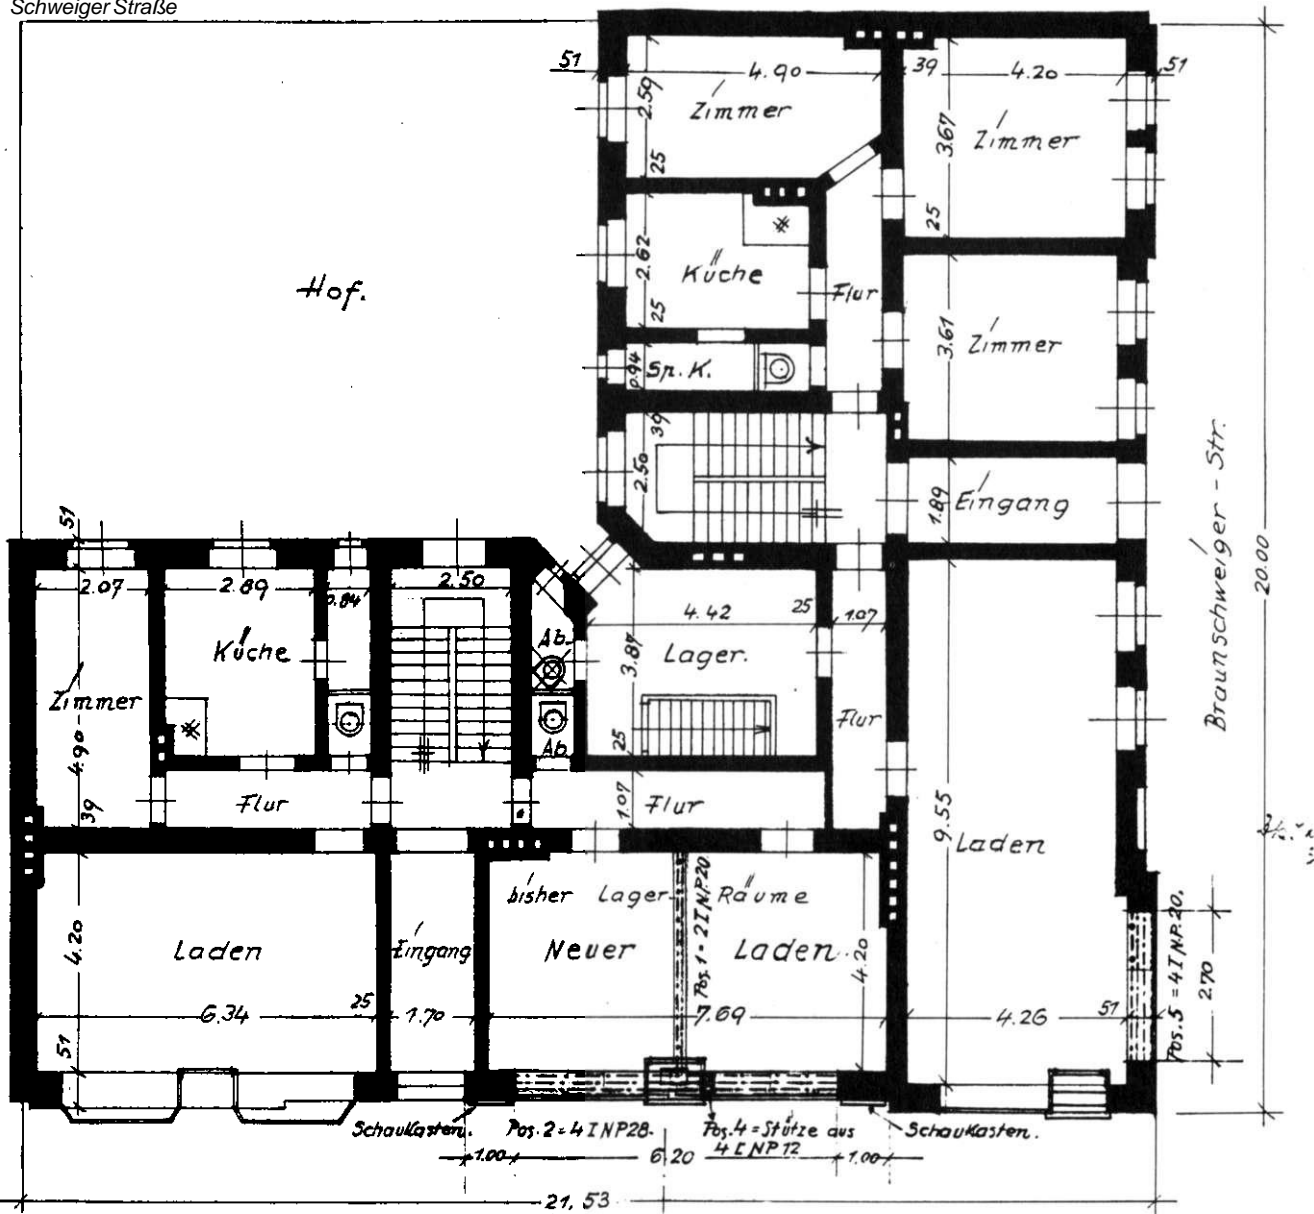 Schweiger Straße
51
4.90
39
4.20
51
Zimmer
2.59
25
Zimmer
3.67
25
Hof.
Küche
2.62
25
Flur
Zimmer
3.61
Sp. K.
0.94
39
2.50
Eingang
1.89
Braunschweiger - Str.
20.00
51
2.07
2.89
0.84
2.50
4.42
25
1.07
Küche
Ab.
3.87
Lager.
Zimmer
4.90
39
Flur
25
Ab
Flur
1.07
Flur
9.55
Laden
bisher Lager Räume
Pos. 1 = 2 I N.P. 20
Laden
4.20
Eingang
Neuer Laden
4.20
6.34
25
1.70
7.69
4.26
51
51
Pos. 5 = 4 I N.P. 20.
2.70
Schaukasten.
Pos. 2 = 4 I NP 28.
Pos. 4 = Stütze aus
4 [ NP 12
Schaukasten.
1.00
6.20
1.00
21,53